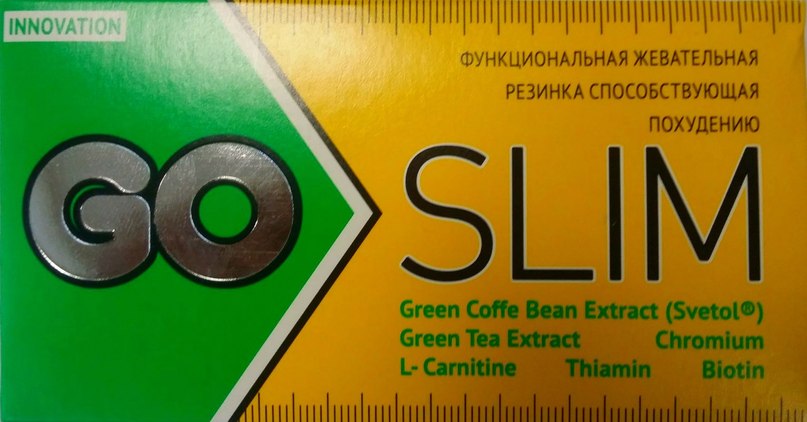 INNOVATION
GO
ФУНКЦИОНАЛЬНАЯ ЖЕВАТЕЛЬНАЯ
РЕЗИНКА СПОСОБСТВУЮЩАЯ
ПОХУДЕНИЮ
SLIM
Green Coffe Bean Extract (Svetol®)
Green Tea Extract Chromium
L- Carnitine Thiamin Biotin